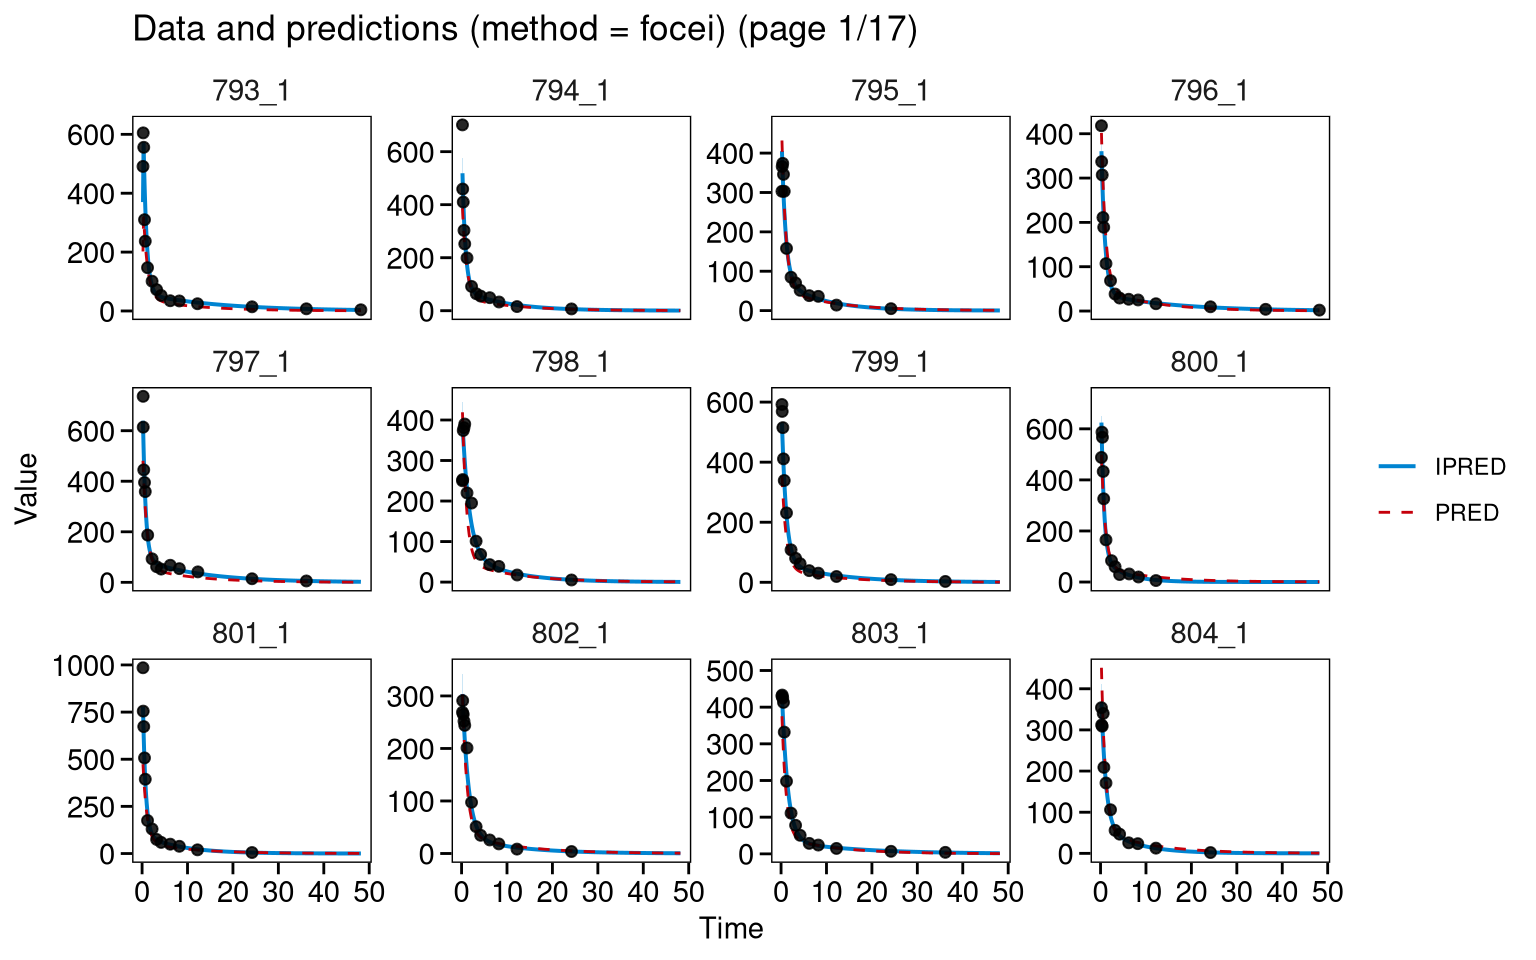 Data and predictions (method = focei) (page 1/17)
793_1 794_1 795_1 796_1
600 400 200 0
600 400 200 0
400 300 200 100 0
400 300 200 100 0
797_1 798_1 799_1 800_1
600 400 200 0
400 300 200 100 0
600 400 200 0
600 400 200 0
801_1 802_1 803_1 804_1
1000 750 500 250 0
300 200 100 0
500 400 300 200 100 0
400 300 200 100 0
0 10 20 30 40 50 0 10 20 30 40 50 0 10 20 30 40 50 0 10 20 30 40 50
Time
Value
IPRED
PRED